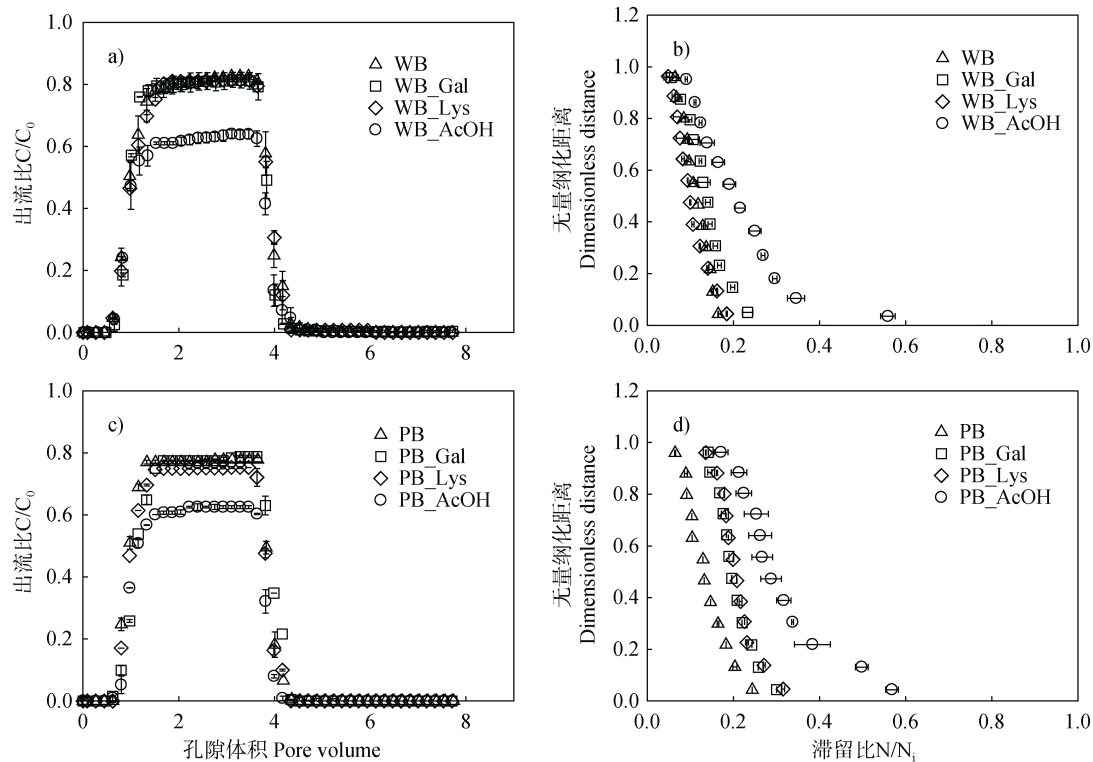 1.0
0.8
0.6
0.4
0.2
0.0
0
2
4
6
8
a)
WB
WB_Gal
WB_Lys
WB_AcOH
出流比C/C₀
1.2
1.0
0.8
0.6
0.4
0.2
0.0
0.0
0.2
0.4
0.6
0.8
1.0
b)
WB
WB_Gal
WB_Lys
WB_AcOH
无量纲化距离
Dimensionless distance
1.0
0.8
0.6
0.4
0.2
0.0
0
2
4
6
8
c)
PB
PB_Gal
PB_Lys
PB_AcOH
出流比C/C₀
孔隙体积 Pore volume
1.2
1.0
0.8
0.6
0.4
0.2
0.0
0.0
0.2
0.4
0.6
0.8
1.0
d)
PB
PB_Gal
PB_Lys
PB_AcOH
无量纲化距离
Dimensionless distance
滞留比N/Nᵢ